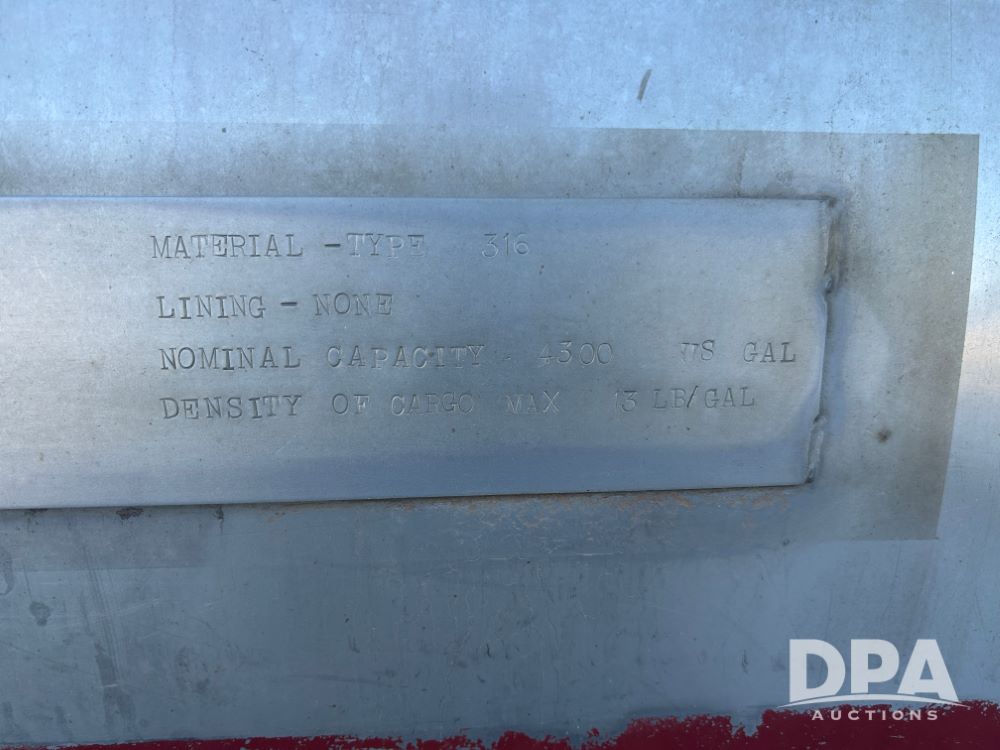 MATERIAL - TYPE 316
LINING - NONE
NOMINAL CAPACITY - 4300 US GAL
DENSITY OF CARGO MAX 13 LB/GAL
DPA
AUCTIONS